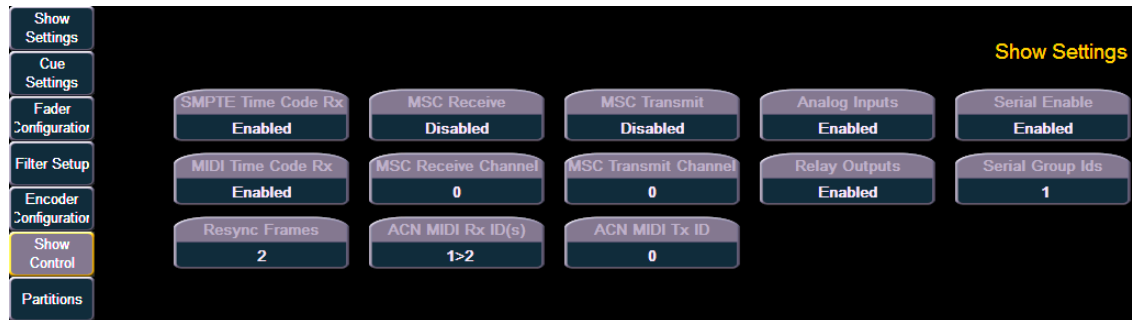 Show
Settings
Cue
Settings
Fader
Configuration
Filter Setup
Encoder
Configuration
Show
Control
Partitions
Show Settings
SMPTE Time Code Rx
Enabled
MSC Receive
Disabled
MSC Transmit
Disabled
Analog Inputs
Enabled
Serial Enable
Enabled
MIDI Time Code Rx
Enabled
MSC Receive Channel
0
MSC Transmit Channel
0
Relay Outputs
Enabled
Serial Group Ids
1
Resync Frames
2
ACN MIDI Rx ID(s)
1>2
ACN MIDI Tx ID
0